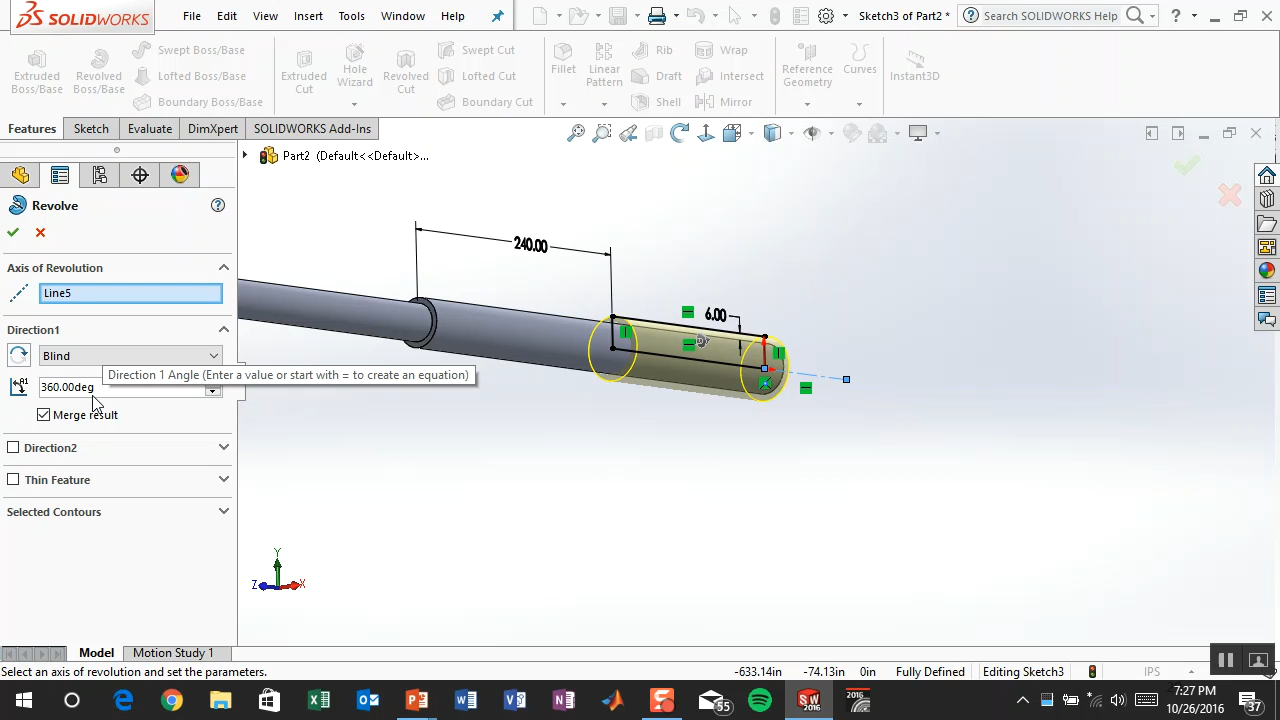 SOLIDWORKS
File Edit View Insert Tools Window Help
Sketch3 of Part2 *
Search SOLIDWORKS Help
Extruded Boss/Base
Revolved Boss/Base
Swept Boss/Base
Lofted Boss/Base
Boundary Boss/Base
Extruded Cut
Hole Wizard
Revolved Cut
Swept Cut
Lofted Cut
Boundary Cut
Fillet
Linear Pattern
Rib
Draft
Shell
Wrap
Intersect
Mirror
Reference Geometry
Curves
Instant3D
Features Sketch Evaluate DimXpert SOLIDWORKS Add-Ins
Part2 (Default<<Default>...
Revolve
Axis of Revolution
Line5
Direction1
Blind
Direction 1 Angle (Enter a value or start with = to create an equation)
360.00deg
Merge result
Direction2
Thin Feature
Selected Contours
240.00
6.00
Y
Z
X
Model Motion Study 1
Select an axis of revolution and set the parameters.
-633.14in -74.13in 0in Fully Defined Editing Sketch3 IPS
55
SW 2016
2016
7:27 PM
10/26/2016
37